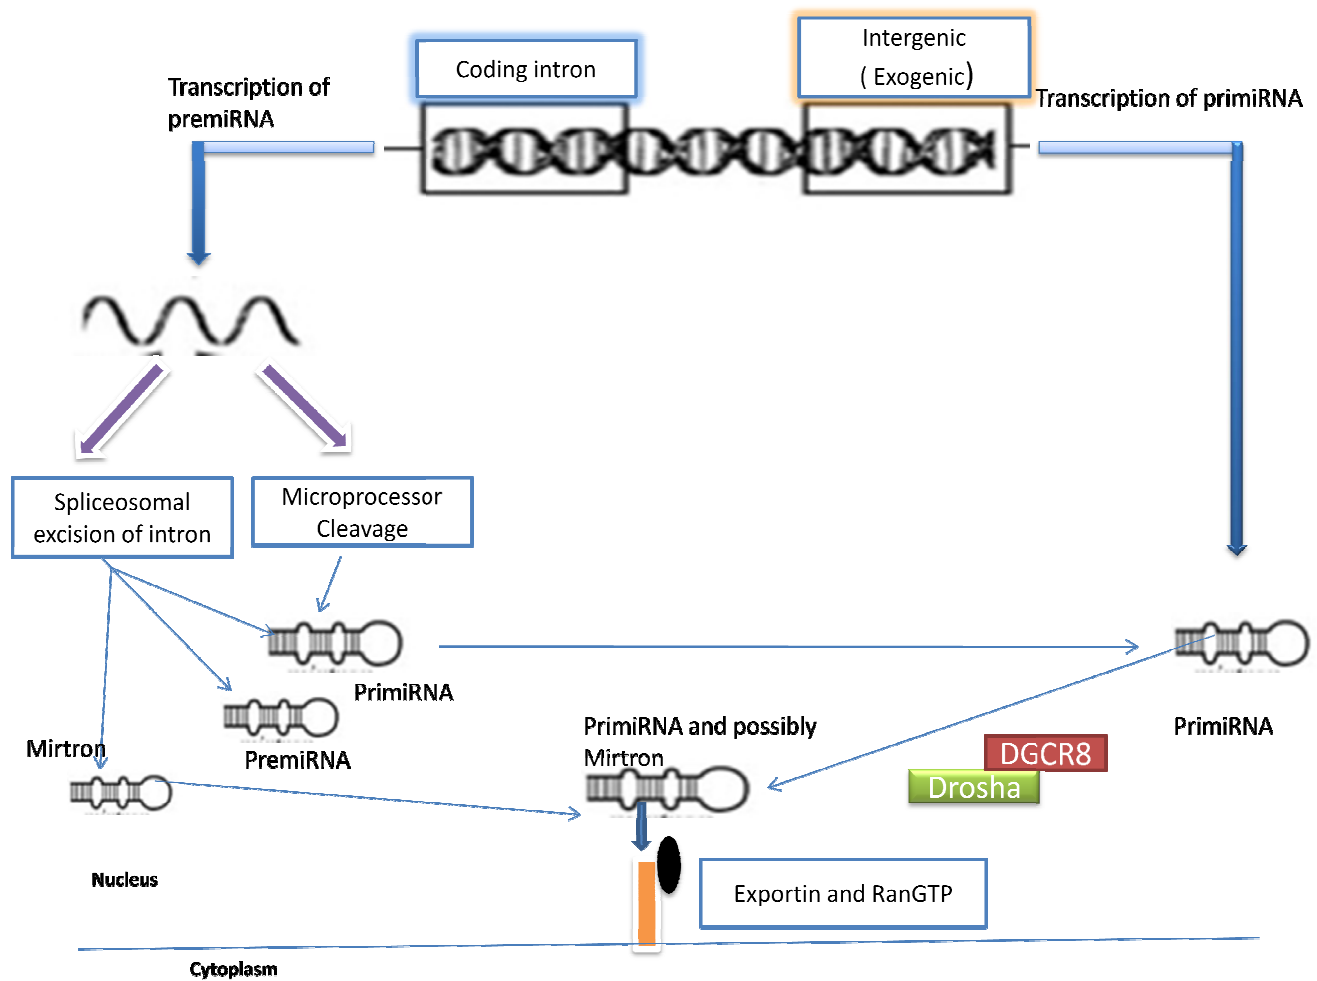 Coding intron
Intergenic
( Exogenic)
Transcription of
premiRNA
Transcription of primiRNA
Spliceosomal
excision of intron
Microprocessor
Cleavage
PrimiRNA
PremiRNA
Mirtron
PrimiRNA and possibly
Mirtron
PrimiRNA
DGCR8
Drosha
Nucleus
Exportin and RanGTP
Cytoplasm